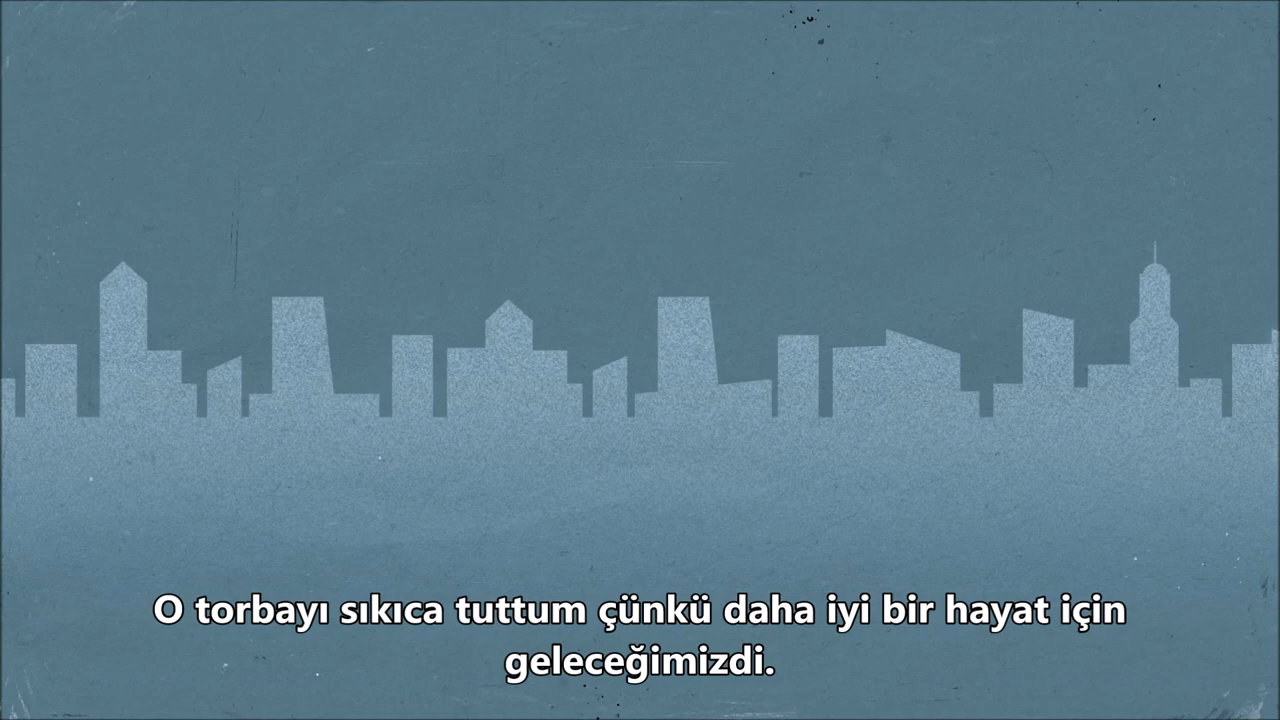 O torbayı sıkıca tuttum çünkü daha iyi bir hayat için
geleceğimizdi.